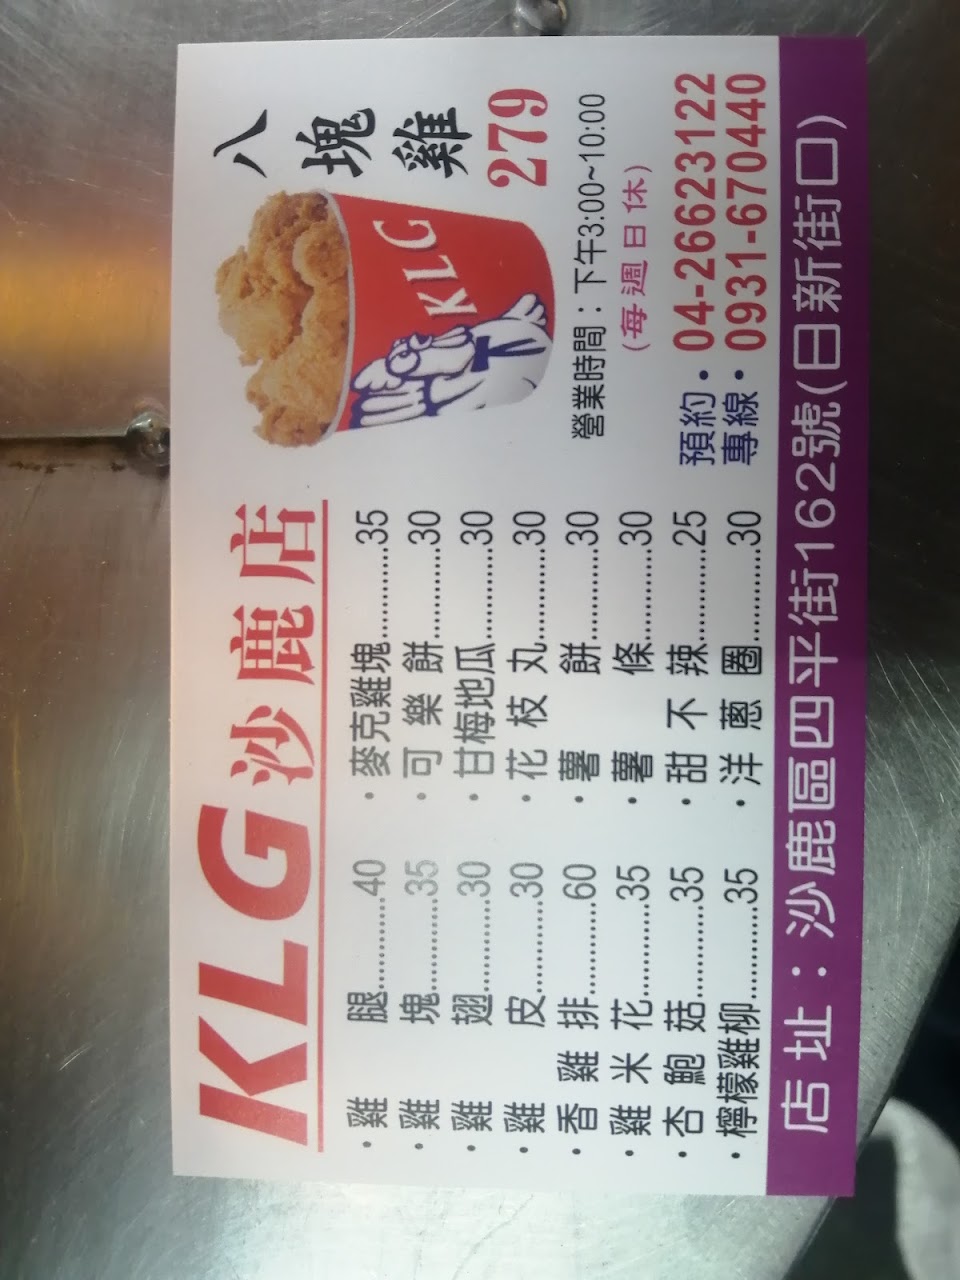 KLG沙鹿店
・雞腿............40
・雞塊............35
・雞翅............30
・雞皮............30
・香雞排............60
・雞米花............35
・杏鮑菇............35
・檸檬雞柳............35
・麥克雞塊............35
・可樂餅............30
・甘梅地瓜............30
・花枝丸............30
・薯餅............30
・薯條............30
・甜不辣............25
・洋蔥圈............30
八塊雞
279
KLG
營業時間：下午3:00~10:00
(每週日休)
預約・04-26623122
專線・0931-670440
店址：沙鹿區四平街162號(日新街口)